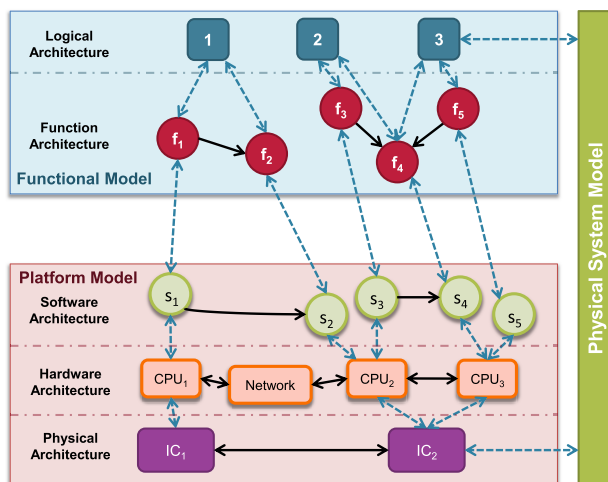 Logical
Architecture
1
2
3
Function
Architecture
f₁
f₂
f₃
f₄
f₅
Functional Model
Physical System Model
Platform Model
Software
Architecture
s₁
s₂
s₃
s₄
s₅
Hardware
Architecture
CPU₁
Network
CPU₂
CPU₃
Physical
Architecture
IC₁
IC₂